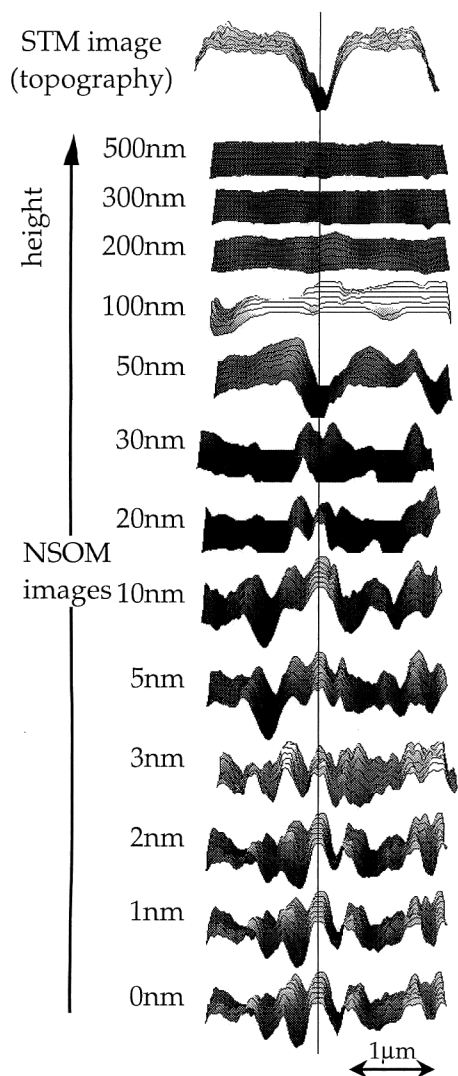 STM image
(topography)
height
500nm
300nm
200nm
100nm
50nm
30nm
20nm
NSOM
images
10nm
5nm
3nm
2nm
1nm
0nm
1μm